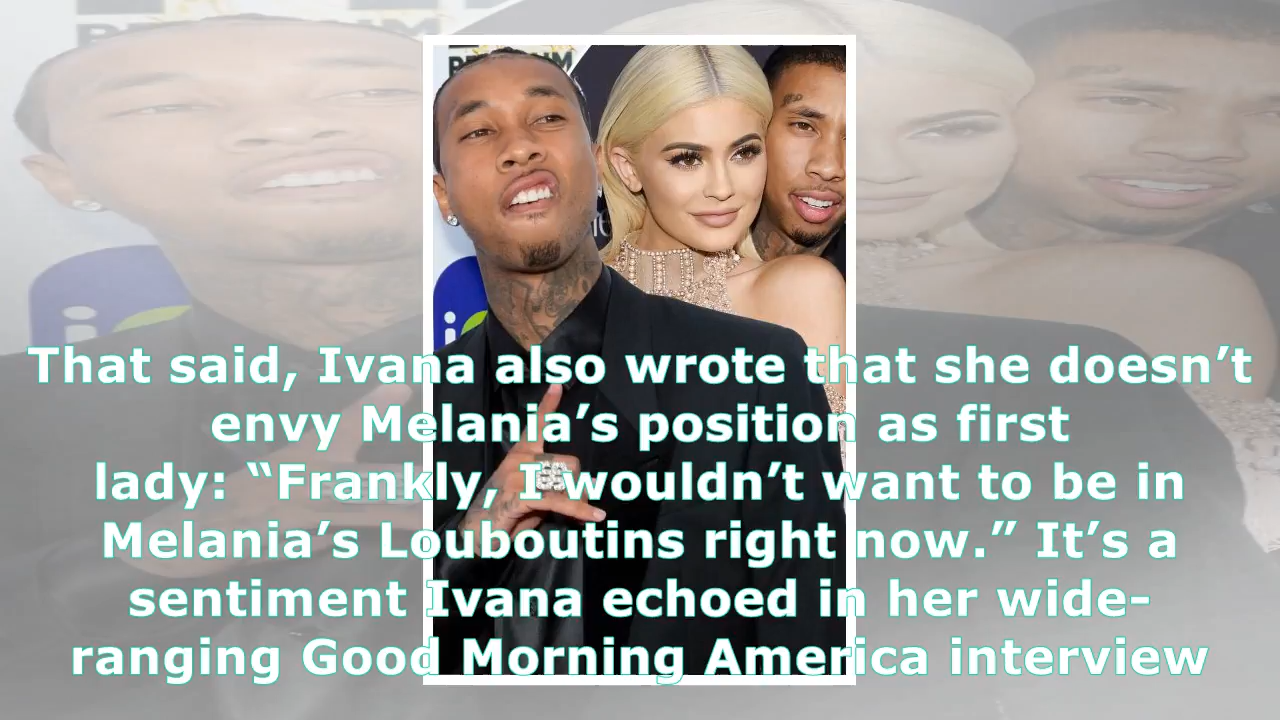 That said, Ivana also wrote that she doesn’t
envy Melania’s position as first
lady: “Frankly, I wouldn’t want to be in
Melania’s Louboutins right now.” It’s a
sentiment Ivana echoed in her wide-
ranging Good Morning America interview